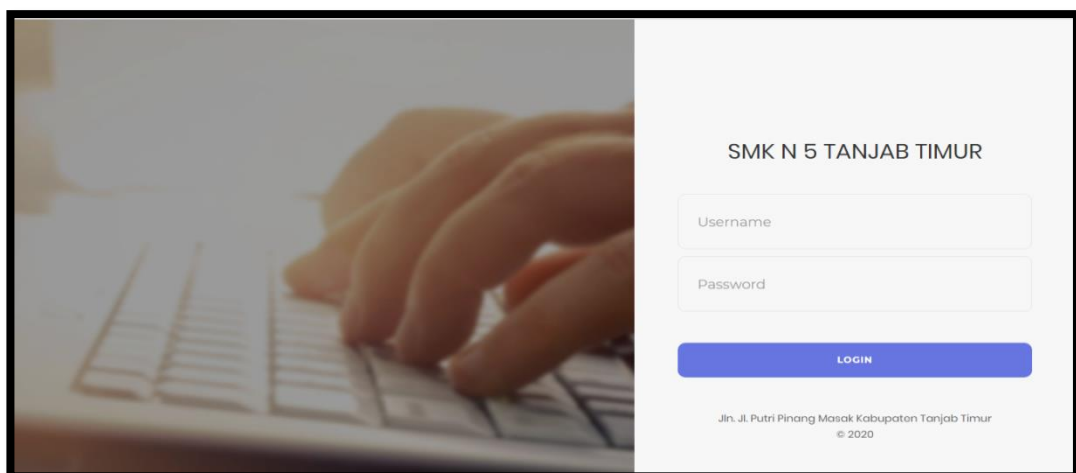 SMK N 5 TANJAB TIMUR
Username
Password
LOGIN
Jln. Jl. Putri Pinang Masak Kabupaten Tanjab Timur
© 2020